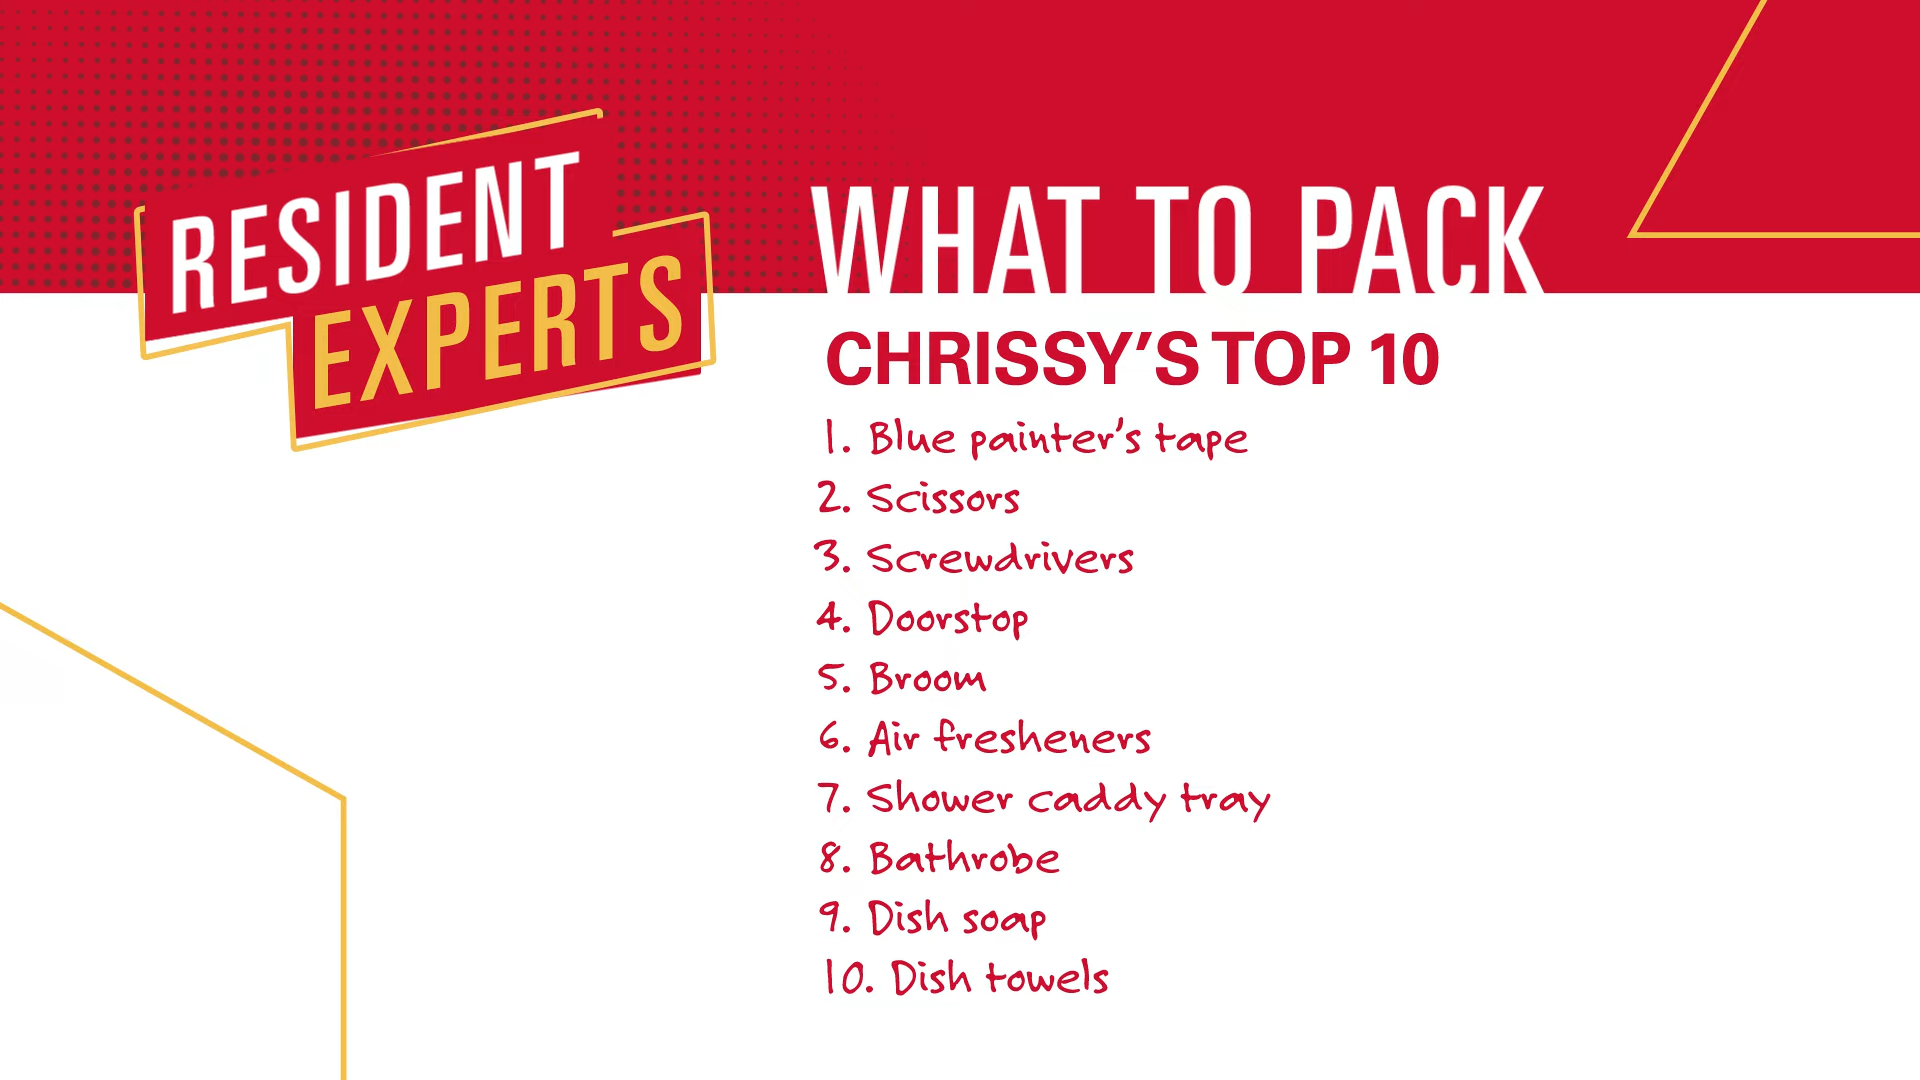 RESIDENT
EXPERTS
WHAT TO PACK
CHRISSY'S TOP 10
1. Blue painter's tape
2. Scissors
3. Screwdrivers
4. Doorstop
5. Broom
6. Air fresheners
7. Shower caddy tray
8. Bathrobe
9. Dish soap
10. Dish towels